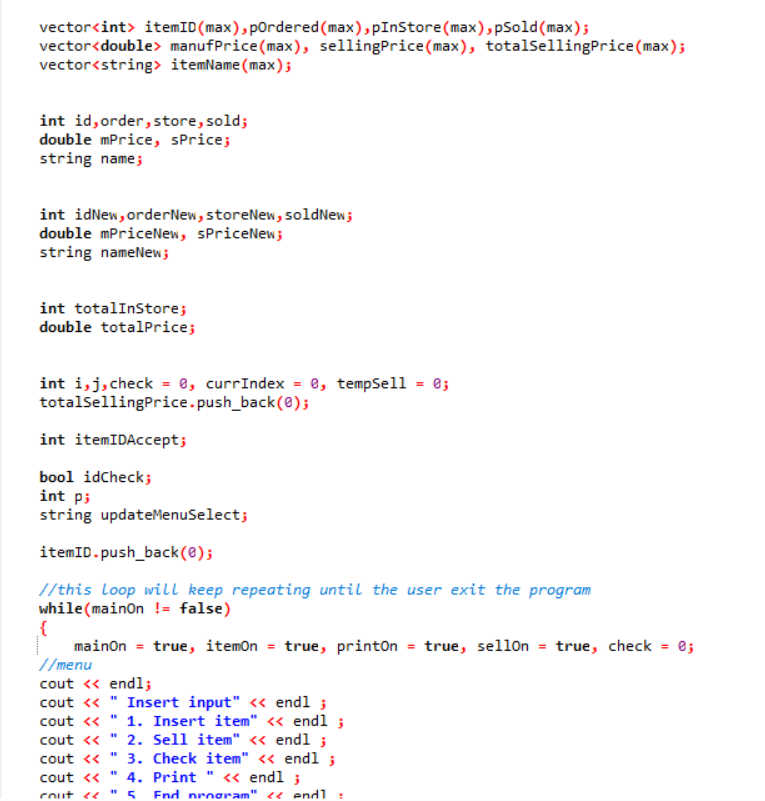 vector<int> itemID(max),pOrdered(max),pInStore(max),pSold(max);
vector<double> manufPrice(max), sellingPrice(max), totalSellingPrice(max);
vector<string> itemName(max);
int id,order,store,sold;
double mPrice, sPrice;
string name;
int idNew,orderNew,storeNew,soldNew;
double mPriceNew, sPriceNew;
string nameNew;
int totalInStore;
double totalPrice;
int i,j,check = 0, currIndex = 0, tempSell = 0;
totalSellingPrice.push_back(0);
int itemIDAccept;
bool idCheck;
int p;
string updateMenuSelect;
itemID.push_back(0);
//this loop will keep repeating until the user exit the program
while(mainOn != false)
{
mainOn = true, itemOn = true, printOn = true, sellOn = true, check = 0;
//menu
cout << endl;
cout << " Insert input" << endl ;
cout << " 1. Insert item" << endl ;
cout << " 2. Sell item" << endl ;
cout << " 3. Check item" << endl ;
cout << " 4. Print " << endl ;
cout << " 5. End program" << endl ;